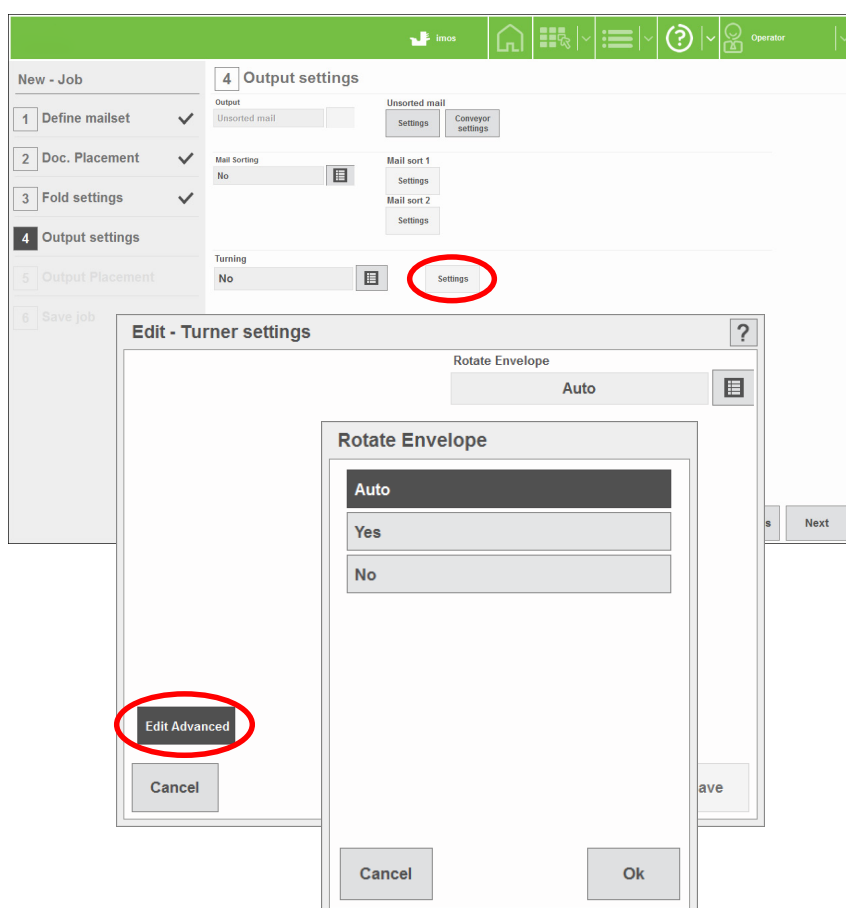 imos
Operator
New - Job
1 Define mailset
2 Doc. Placement
3 Fold settings
4 Output settings
5 Output Placement
6 Save job
4 Output settings
Output
Unsorted mail
Unsorted mail
Settings
Conveyor
settings
Mail Sorting
No
Mail sort 1
Settings
Mail sort 2
Settings
Turning
No
Settings
s
Next
Edit - Turner settings
?
Rotate Envelope
Auto
Edit Advanced
Cancel
ave
Rotate Envelope
Auto
Yes
No
Cancel
Ok